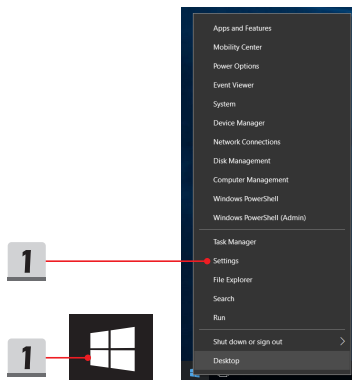 Apps and Features
Mobility Center
Power Options
Event Viewer
System
Device Manager
Network Connections
Disk Management
Computer Management
Windows PowerShell
Windows PowerShell (Admin)
Task Manager
1
Settings
File Explorer
Search
Run
Shut down or sign out
1
Desktop